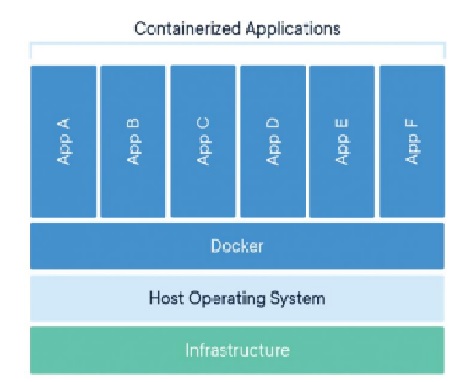 Containerized Applications
App A
App B
App C
App D
App E
App F
Docker
Host Operating System
Infrastructure